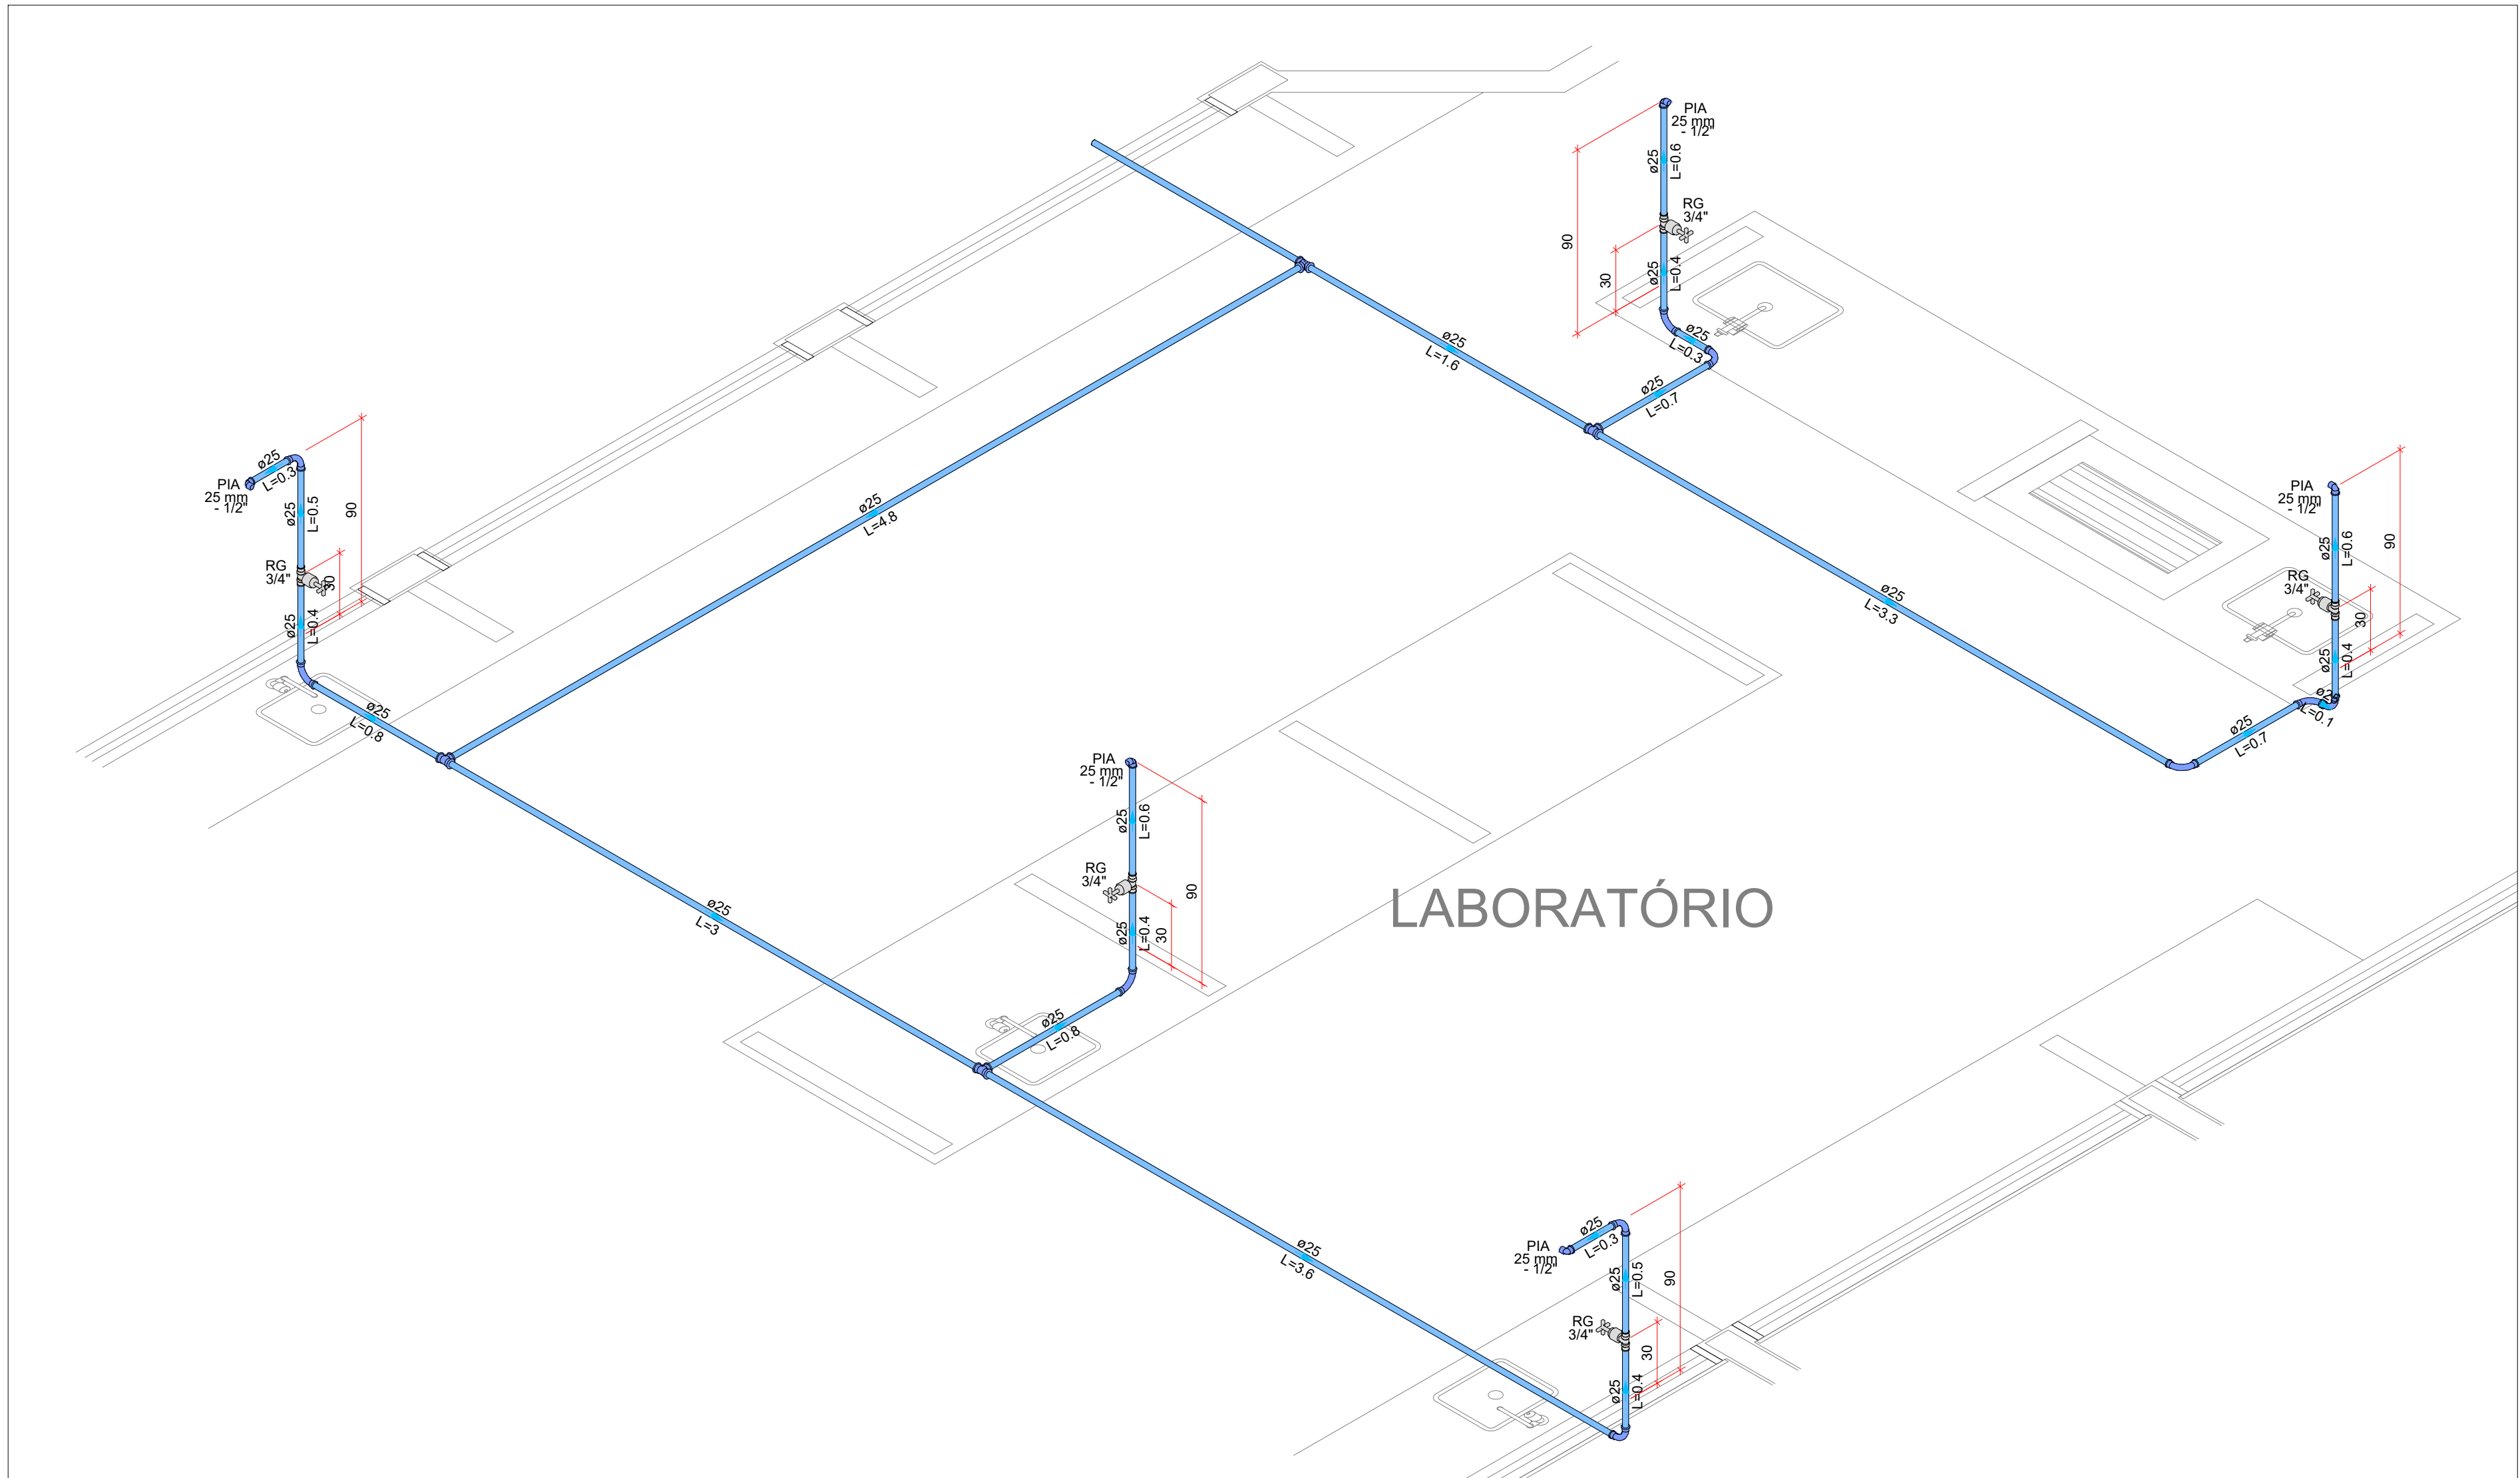 PIA
25 mm
- 1/2"
ø25
L=0.6
RG
3/4"
90
30
ø25
L=0.4
ø25
L=0.3
ø25
L=0.7
ø25
L=1.6
ø25
L=3.3
PIA
25 mm
- 1/2"
ø25
L=0.6
RG
3/4"
90
30
ø25
L=0.4
ø25
L=0.1
ø25
L=0.7
ø25
L=4.8
PIA
25 mm
- 1/2"
ø25
L=0.3
ø25
L=0.5
90
RG
3/4"
30
ø25
L=0.4
ø25
L=0.8
ø25
L=3
PIA
25 mm
- 1/2"
ø25
L=0.6
RG
3/4"
90
ø25
L=0.4
30
ø25
L=0.8
LABORATÓRIO
ø25
L=3.6
PIA
25 mm
- 1/2"
ø25
L=0.3
ø25
L=0.5
90
RG
3/4"
30
ø25
L=0.4